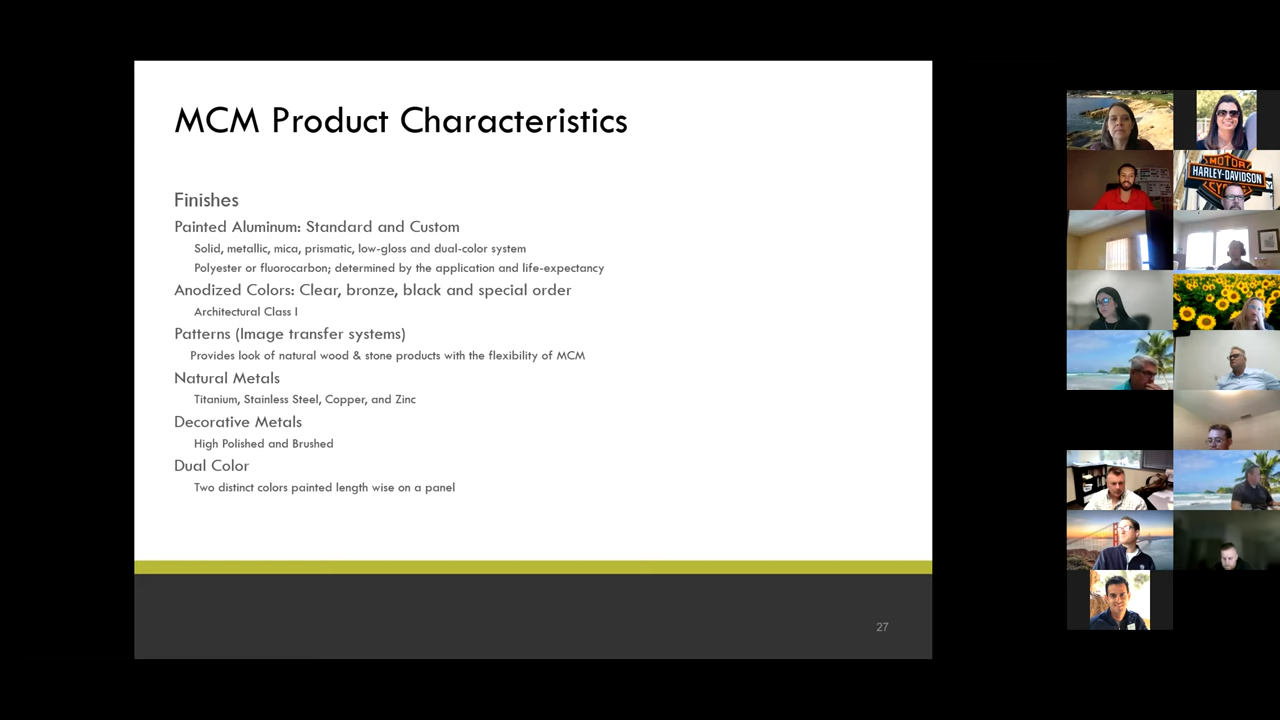 MCM Product Characteristics
Finishes
Painted Aluminum: Standard and Custom
Solid, metallic, mica, prismatic, low-gloss and dual-color system
Polyester or fluorocarbon; determined by the application and life-expectancy
Anodized Colors: Clear, bronze, black and special order
Architectural Class I
Patterns (Image transfer systems)
Provides look of natural wood & stone products with the flexibility of MCM
Natural Metals
Titanium, Stainless Steel, Copper, and Zinc
Decorative Metals
High Polished and Brushed
Dual Color
Two distinct colors painted length wise on a panel
27
MOTOR
HARLEY-DAVIDSON